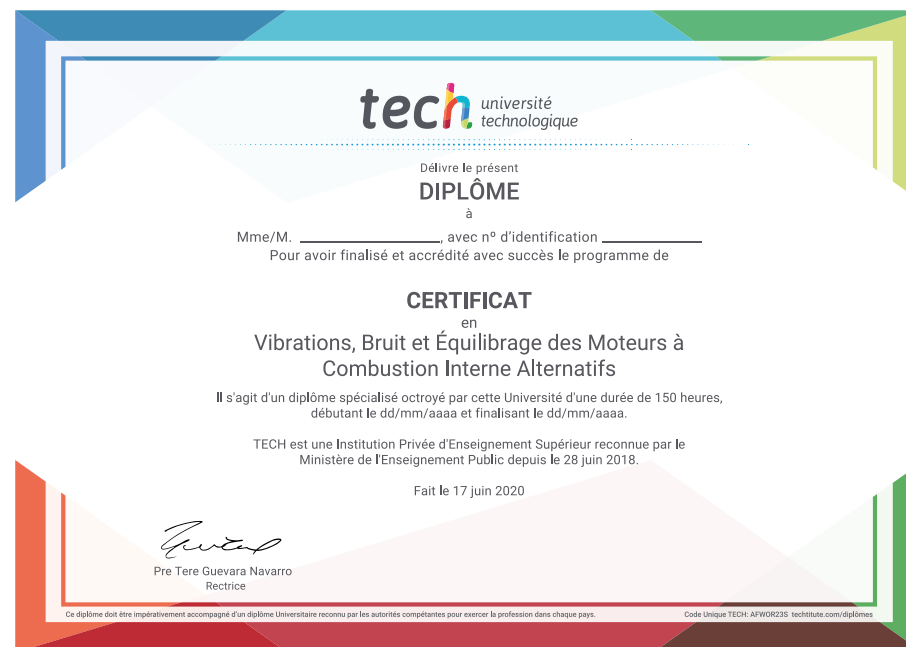 tech université
technologique
Délivre le présent
DIPLÔME
à
Mme/M. ____________, avec nº d'identification ____________
Pour avoir finalisé et accrédité avec succès le programme de
CERTIFICAT
en
Vibrations, Bruit et Équilibrage des Moteurs à
Combustion Interne Alternatifs
Il s'agit d'un diplôme spécialisé octroyé par cette Université d'une durée de 150 heures,
débutant le dd/mm/aaaa et finalisant le dd/mm/aaaa.
TECH est une Institution Privée d'Enseignement Supérieur reconnue par le
Ministère de l'Enseignement Public depuis le 28 juin 2018.
Fait le 17 juin 2020
Pre Tere Guevara Navarro
Rectrice
Ce diplôme doit être impérativement accompagné d'un diplôme Universitaire reconnu par les autorités compétantes pour exercer la profession dans chaque pays.
Code Unique TECH: AFWOR23S techtitute.com/diplômes